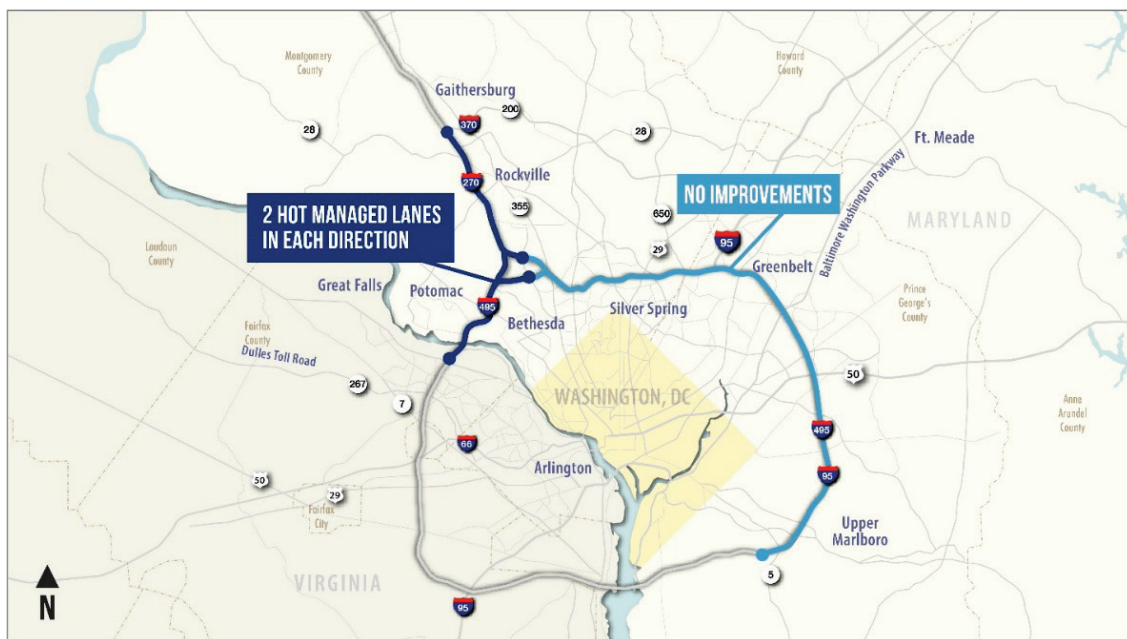 Montgomery
County
Howard
County
Gaithersburg
200
370
28
28
Ft. Meade
270
Rockville
355
650
NO IMPROVEMENTS
Baltimore Washington Parkway
MARYLAND
2 HOT MANAGED LANES
IN EACH DIRECTION
29
95
Loudoun
County
Greenbelt
Great Falls
Potomac
495
Silver Spring
Prince
George's
County
Bethesda
Fairfax
County
Dulles Toll Road
267
7
50
WASHINGTON, DC
Anne
Arundel
County
66
495
Arlington
95
50
29
Fairfax
City
Upper
Marlboro
VIRGINIA
5
N
95